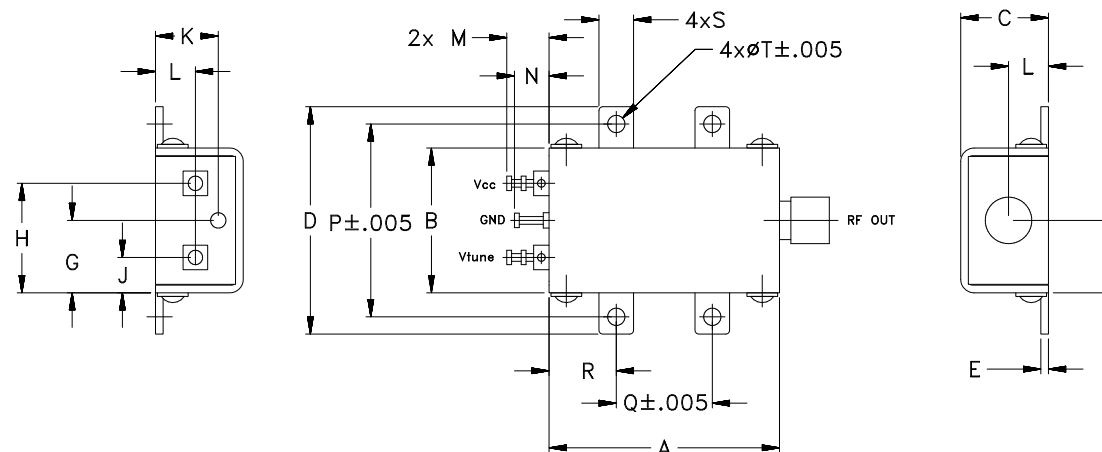 K
L
H
G
J
2x M
N
4xS
4xøT±.005
Vcc
GND
Vtune
D
P±.005
B
RF OUT
R
Q±.005
A
C
L
E